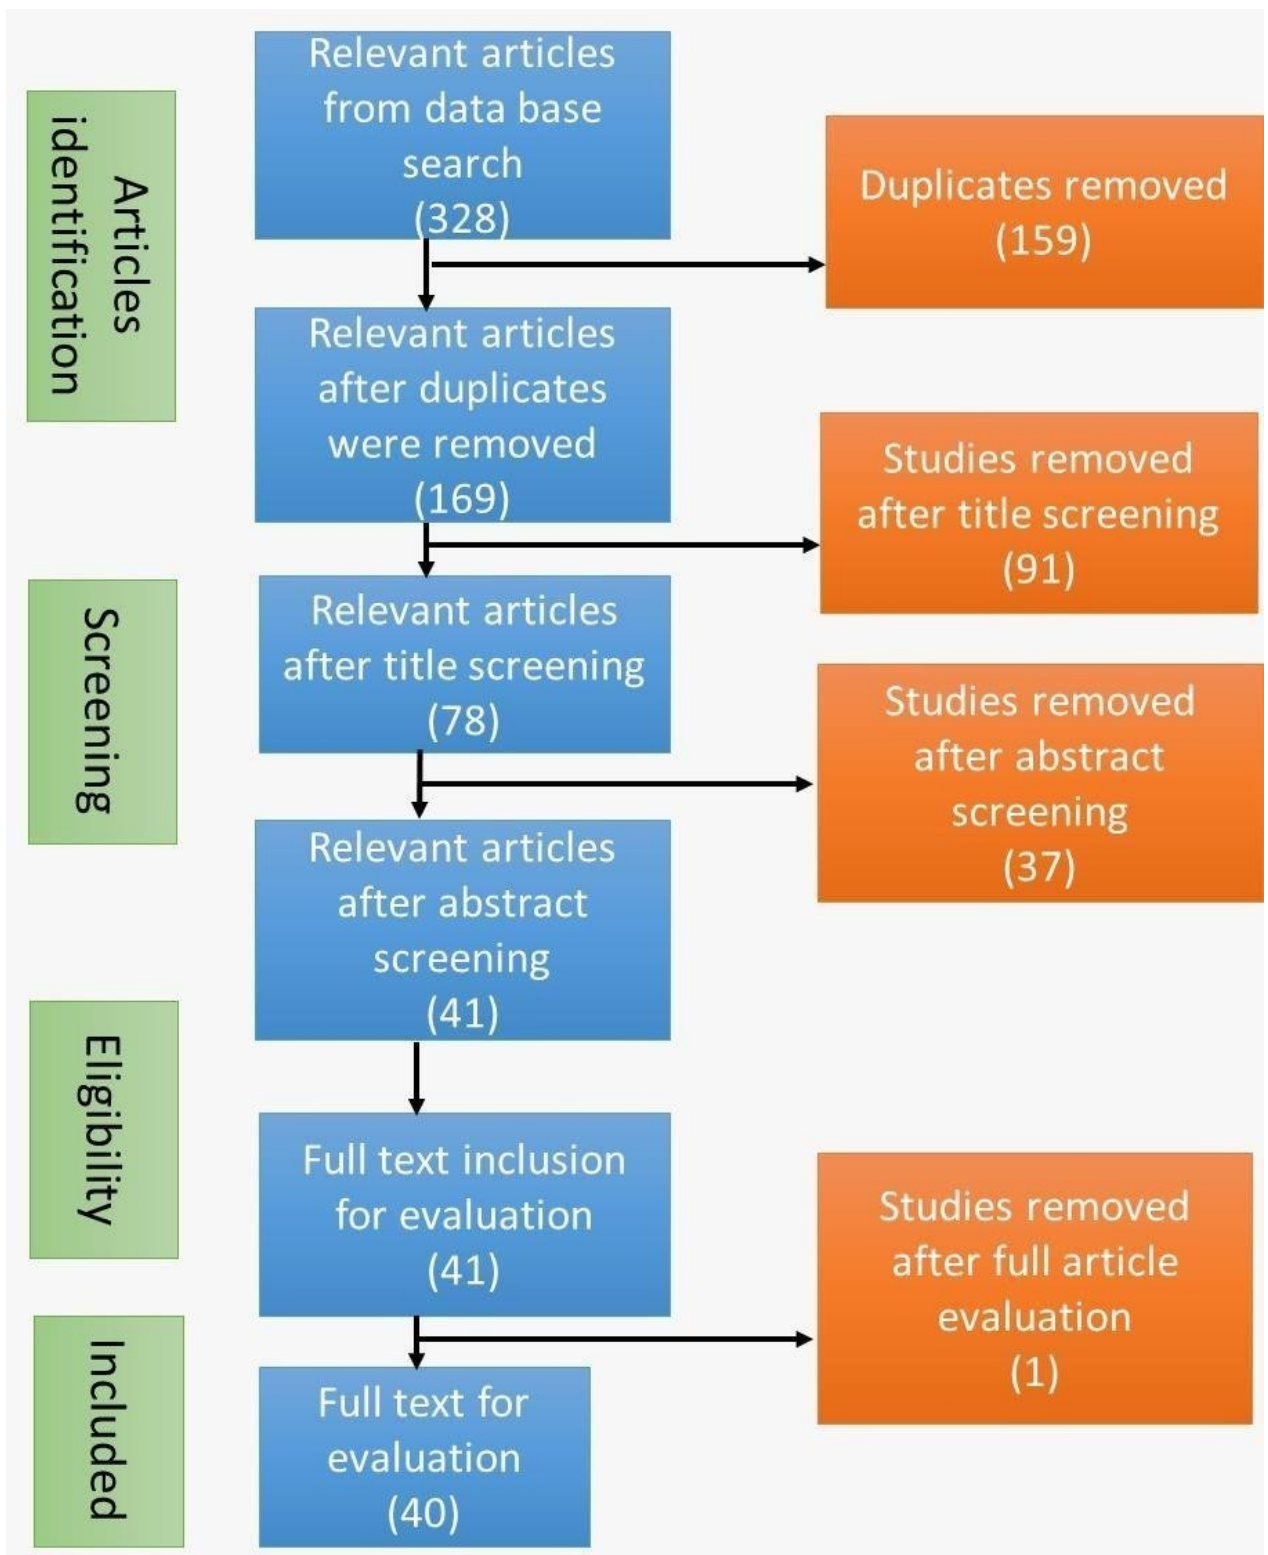 Articles
identification
Relevant articles
from data base
search
(328)
Duplicates removed
(159)
Relevant articles
after duplicates
were removed
(169)
Studies removed
after title screening
(91)
Screening
Relevant articles
after title screening
(78)
Studies removed
after abstract
screening
(37)
Relevant articles
after abstract
screening
(41)
Eligibility
Full text inclusion
for evaluation
(41)
Studies removed
after full article
evaluation
(1)
Included
Full text for
evaluation
(40)